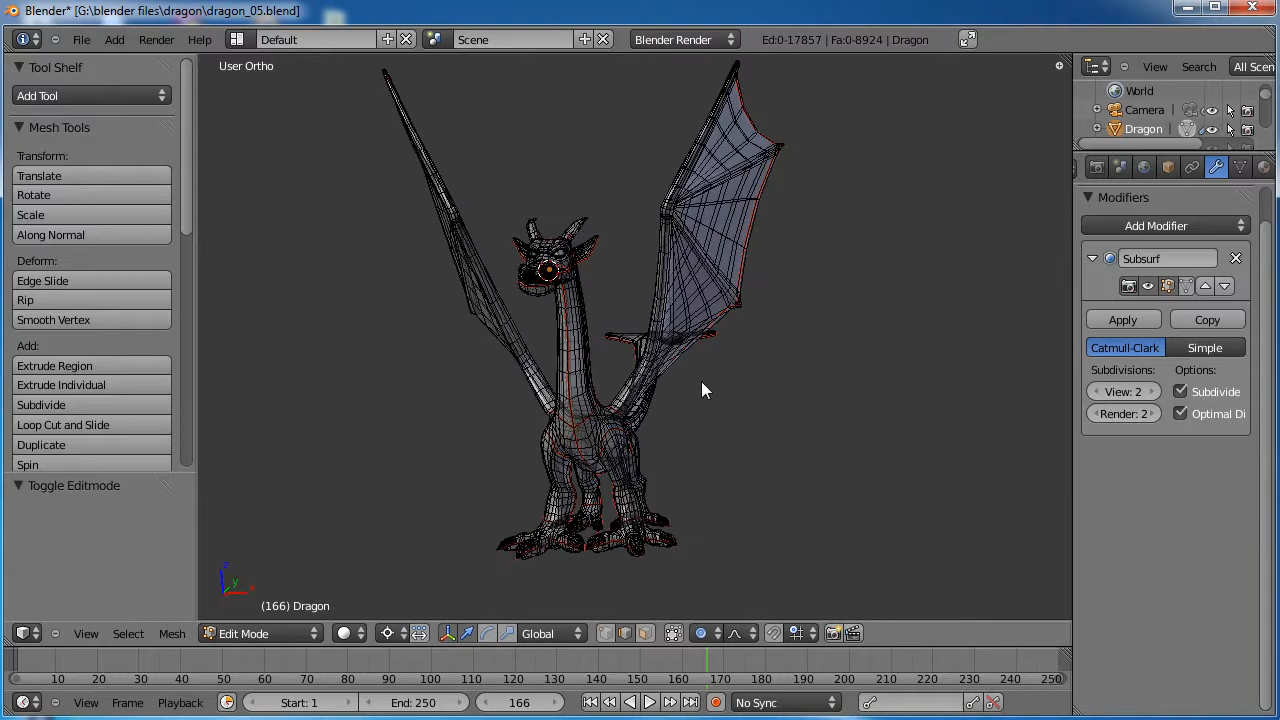 Blender* [G:\blender files\dragon\dragon_05.blend]
File Add Render Help Default Scene Blender Render Ed:0-17857 | Fa:0-8924 | Dragon
Tool Shelf
Add Tool
Mesh Tools
Transform:
Translate
Rotate
Scale
Along Normal
Deform:
Edge Slide
Rip
Smooth Vertex
Add:
Extrude Region
Extrude Individual
Subdivide
Loop Cut and Slide
Duplicate
Spin
Toggle Editmode
User Ortho
z
y
x
(166) Dragon
View Select Mesh Edit Mode Global
View Search All Scen
World
Camera
Dragon
Modifiers
Add Modifier
Subsurf
Apply Copy
Catmull-Clark Simple
Subdivisions: Options:
View: 2 Subdivide
Render: 2 Optimal Di
10 20 30 40 50 60 70 80 90 100 110 120 130 140 150 160 170 180 190 200 210 220 230 240 250
View Frame Playback Start: 1 End: 250 166 No Sync